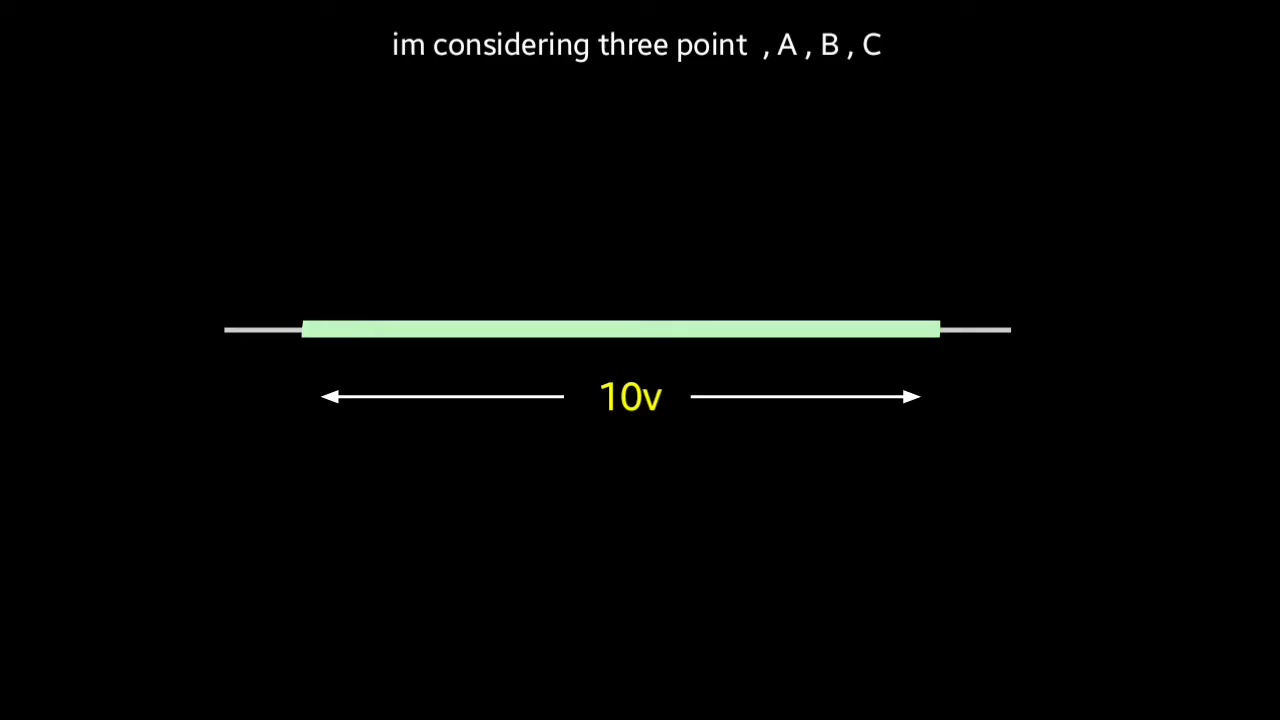 im considering three point , A , B , C
10v